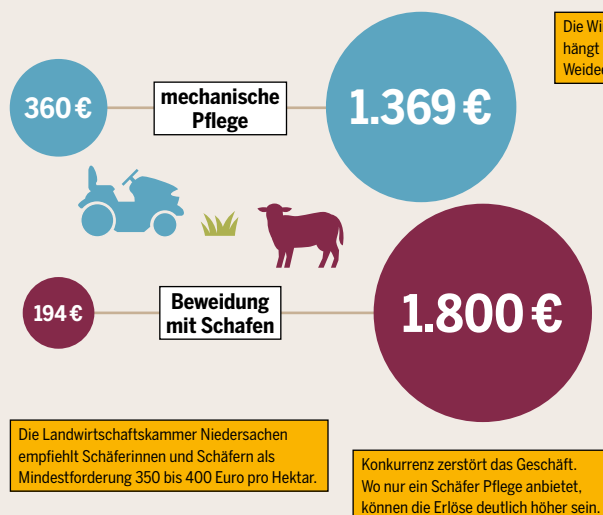 Die Wi
hängt
Weide
360 €
mechanische
Pflege
1.369 €
194 €
Beweidung
mit Schafen
1.800 €
Die Landwirtschaftskammer Niedersachen
empfiehlt Schäferinnen und Schäfern als
Mindestforderung 350 bis 400 Euro pro Hektar.
Konkurrenz zerstört das Geschäft.
Wo nur ein Schäfer Pflege anbietet,
können die Erlöse deutlich höher sein.